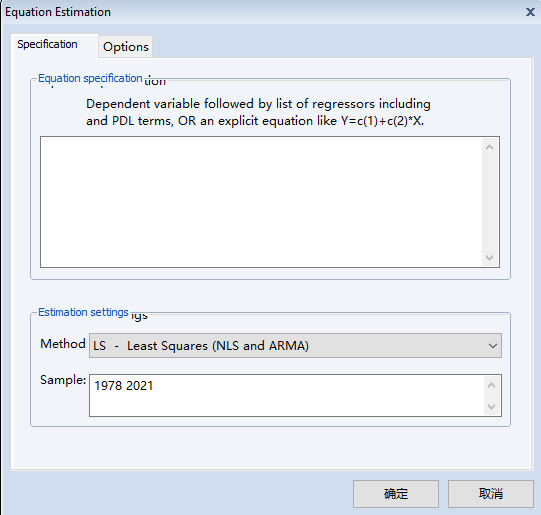 Equation Estimation
Specification
Options
Equation specification
Dependent variable followed by list of regressors including
and PDL terms, OR an explicit equation like Y=c(1)+c(2)*X.
Estimation settings
Method
LS - Least Squares (NLS and ARMA)
Sample:
1978 2021
确定
取消